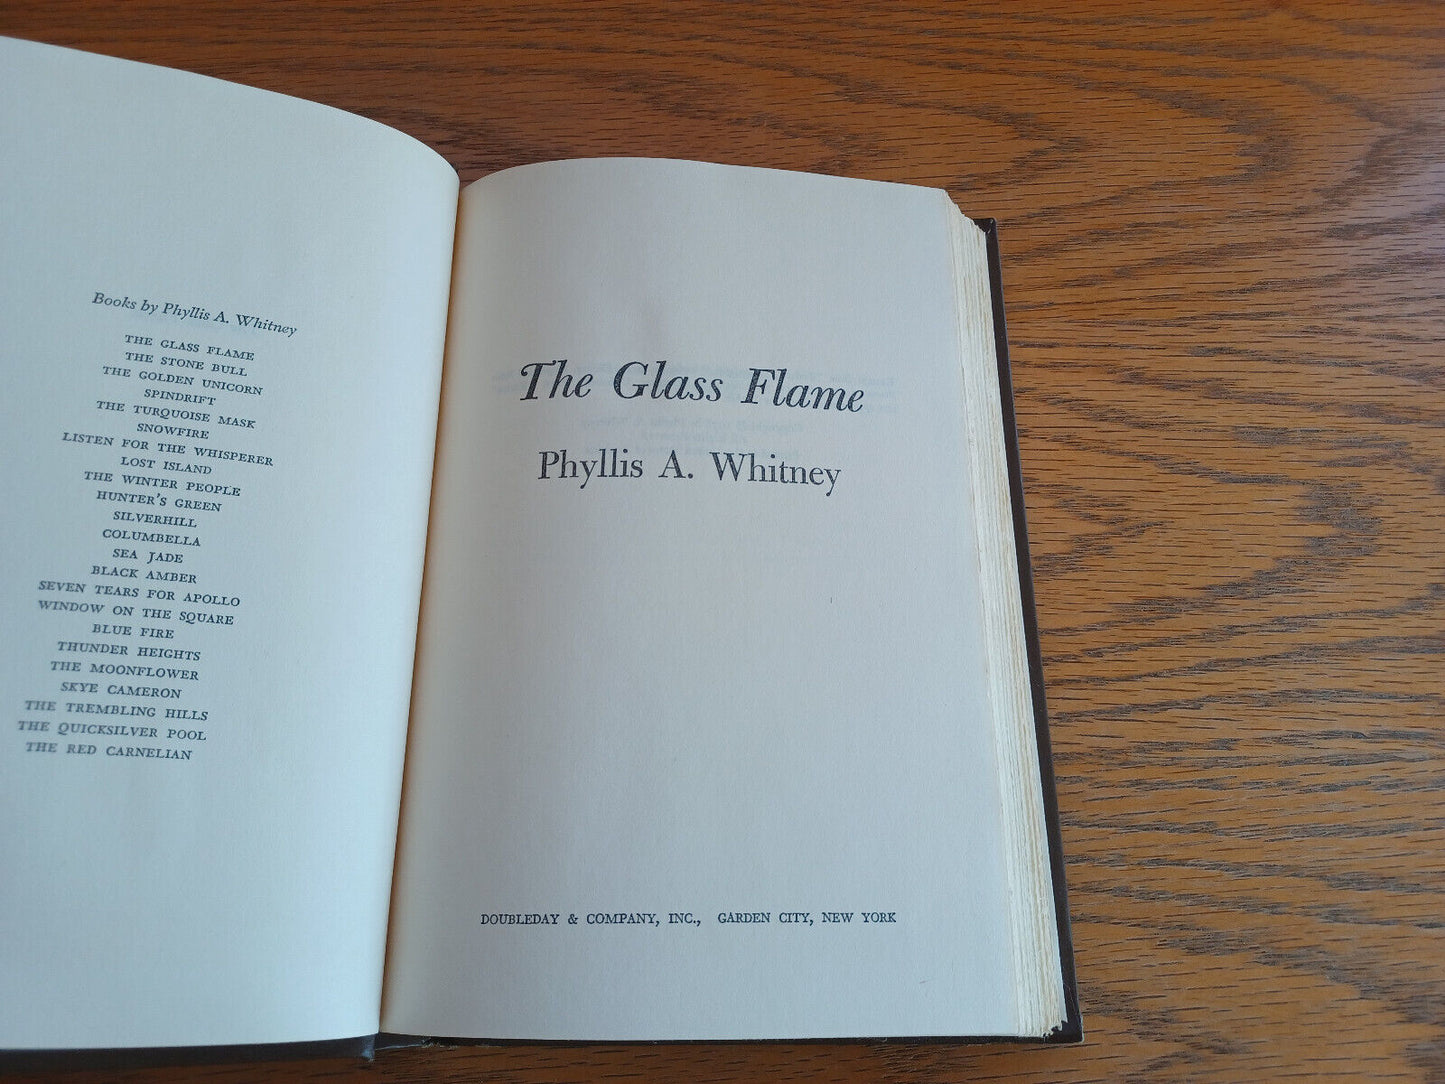 Books by Phyllis A. Whitney
THE GLASS FLAME
THE STONE BULL
THE GOLDEN UNICORN
SPINDRIFT
THE TURQUOISE MASK
SNOWFIRE
LISTEN FOR THE WHISPERER
LOST ISLAND
THE WINTER PEOPLE
HUNTER'S GREEN
SILVERHILL
COLUMBELLA
SEA JADE
BLACK AMBER
SEVEN TEARS FOR APOLLO
WINDOW ON THE SQUARE
BLUE FIRE
THUNDER HEIGHTS
THE MOONFLOWER
SKYE CAMERON
THE TREMBLING HILLS
THE QUICKSILVER POOL
THE RED CARNELIAN
The Glass Flame
Phyllis A. Whitney
DOUBLEDAY & COMPANY, INC., GARDEN CITY, NEW YORK